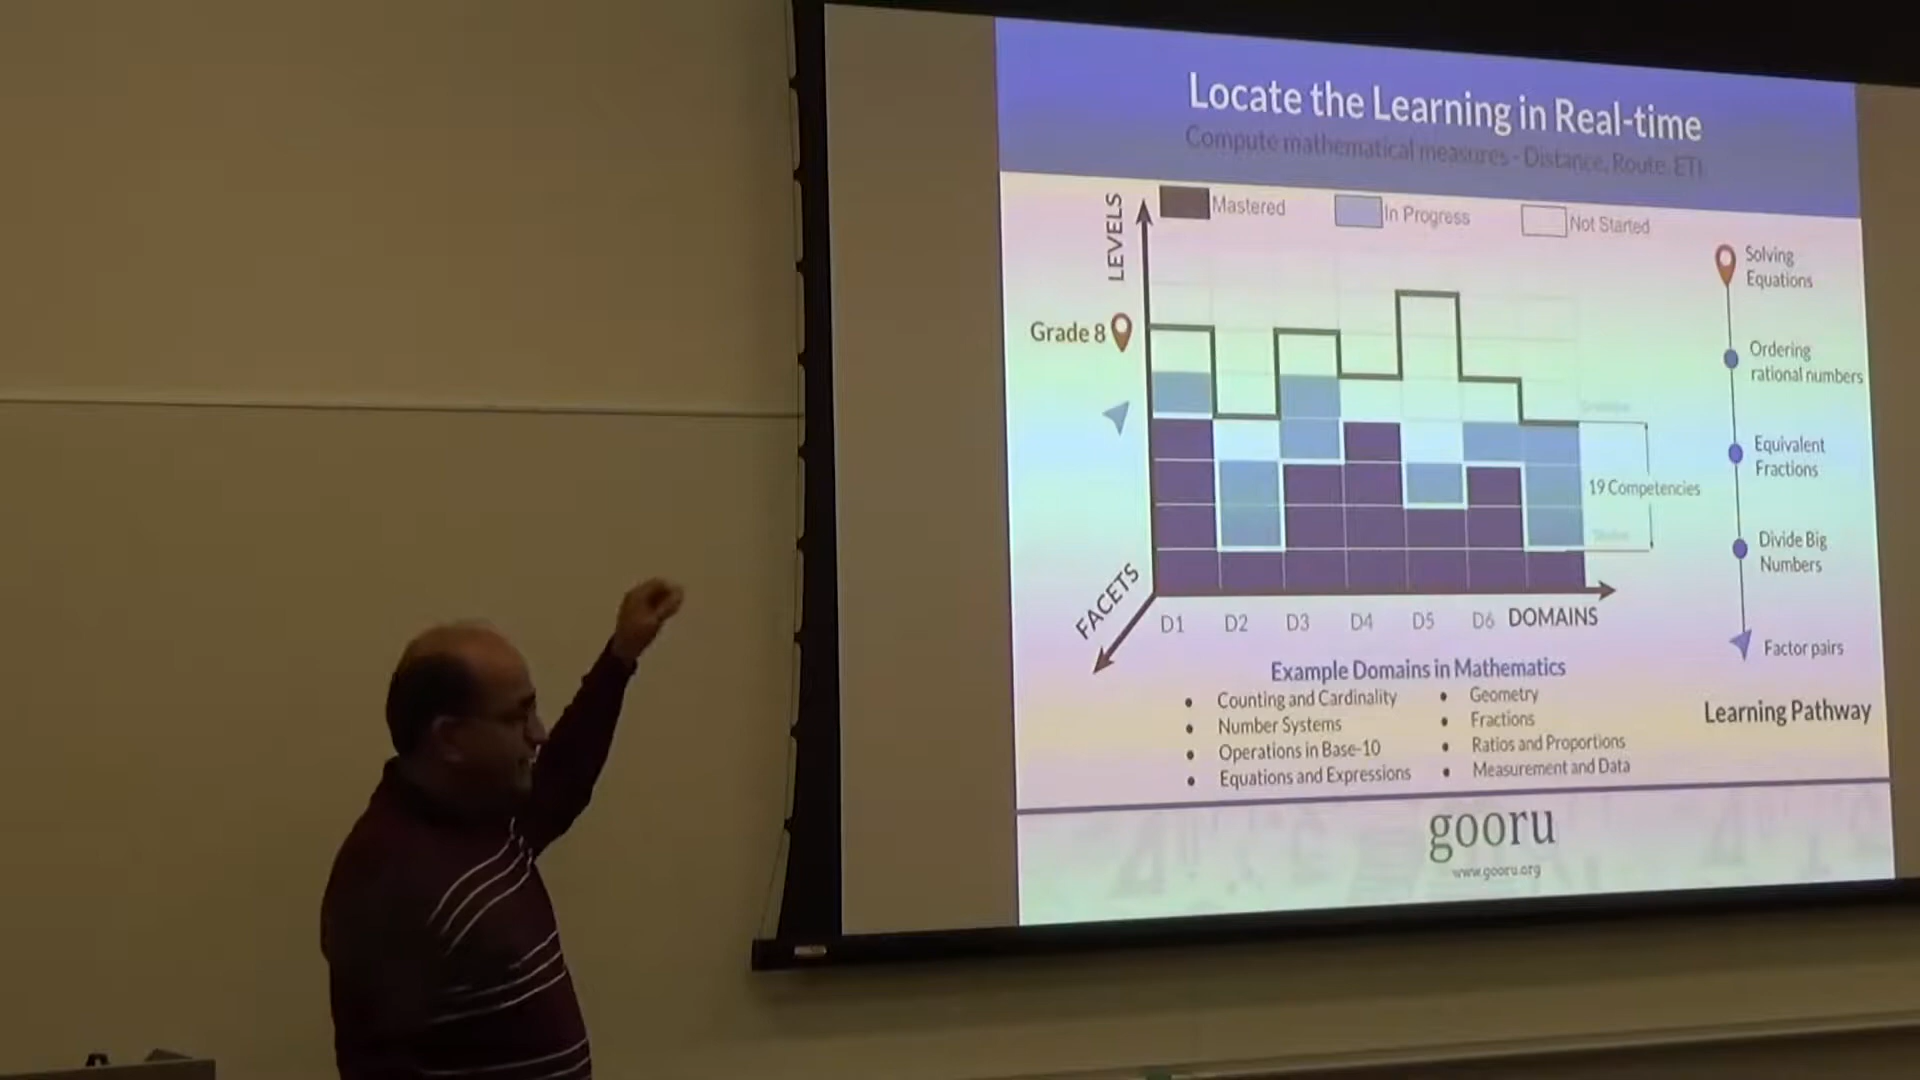 Locate the Learning in Real-time
Compute mathematical measures - Distance, Route, ETL
LEVELS
Mastered
In Progress
Not Started
Grade 8
19 Competencies
FACETS
D1 D2 D3 D4 D5 D6 DOMAINS
Solving
Equations
Ordering
rational numbers
Equivalent
Fractions
Divide Big
Numbers
Factor pairs
Learning Pathway
Example Domains in Mathematics
• Counting and Cardinality
• Number Systems
• Operations in Base-10
• Equations and Expressions
• Geometry
• Fractions
• Ratios and Proportions
• Measurement and Data
gooru
www.gooru.org